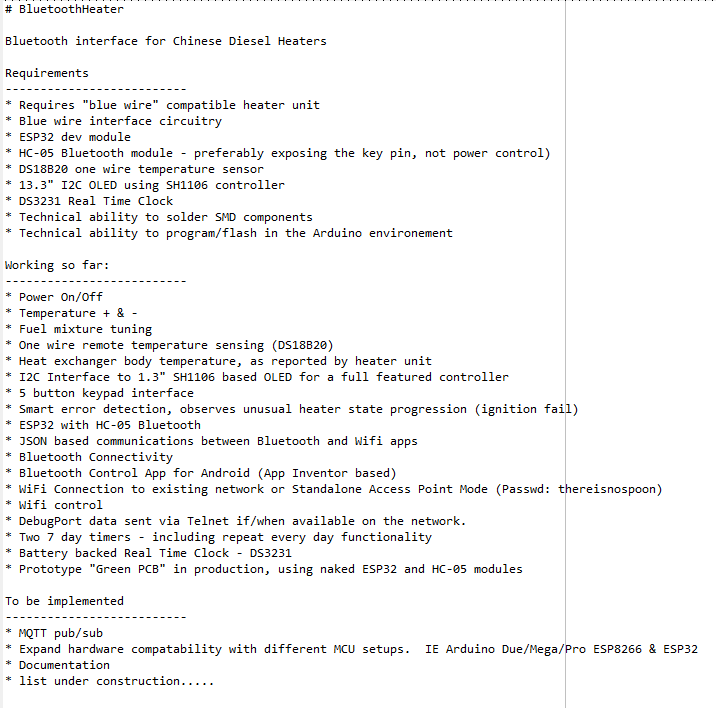 # BluetoothHeater
Bluetooth interface for Chinese Diesel Heaters
Requirements
--------------------------
* Requires "blue wire" compatible heater unit
* Blue wire interface circuitry
* ESP32 dev module
* HC-05 Bluetooth module - preferably exposing the key pin, not power control)
* DS18B20 one wire temperature sensor
* 13.3" I2C OLED using SH1106 controller
* DS3231 Real Time Clock
* Technical ability to solder SMD components
* Technical ability to program/flash in the Arduino environement
Working so far:
--------------------------
* Power On/Off
* Temperature + & -
* Fuel mixture tuning
* One wire remote temperature sensing (DS18B20)
* Heat exchanger body temperature, as reported by heater unit
* I2C Interface to 1.3" SH1106 based OLED for a full featured controller
* 5 button keypad interface
* Smart error detection, observes unusual heater state progression (ignition fail)
* ESP32 with HC-05 Bluetooth
* JSON based communications between Bluetooth and Wifi apps
* Bluetooth Connectivity
* Bluetooth Control App for Android (App Inventor based)
* WiFi Connection to existing network or Standalone Access Point Mode (Passwd: thereisnospoon)
* Wifi control
* DebugPort data sent via Telnet if/when available on the network.
* Two 7 day timers - including repeat every day functionality
* Battery backed Real Time Clock - DS3231
* Prototype "Green PCB" in production, using naked ESP32 and HC-05 modules
To be implemented
--------------------------
* MQTT pub/sub
* Expand hardware compatability with different MCU setups.  IE Arduino Due/Mega/Pro ESP8266 & ESP32
* Documentation
* list under construction.....